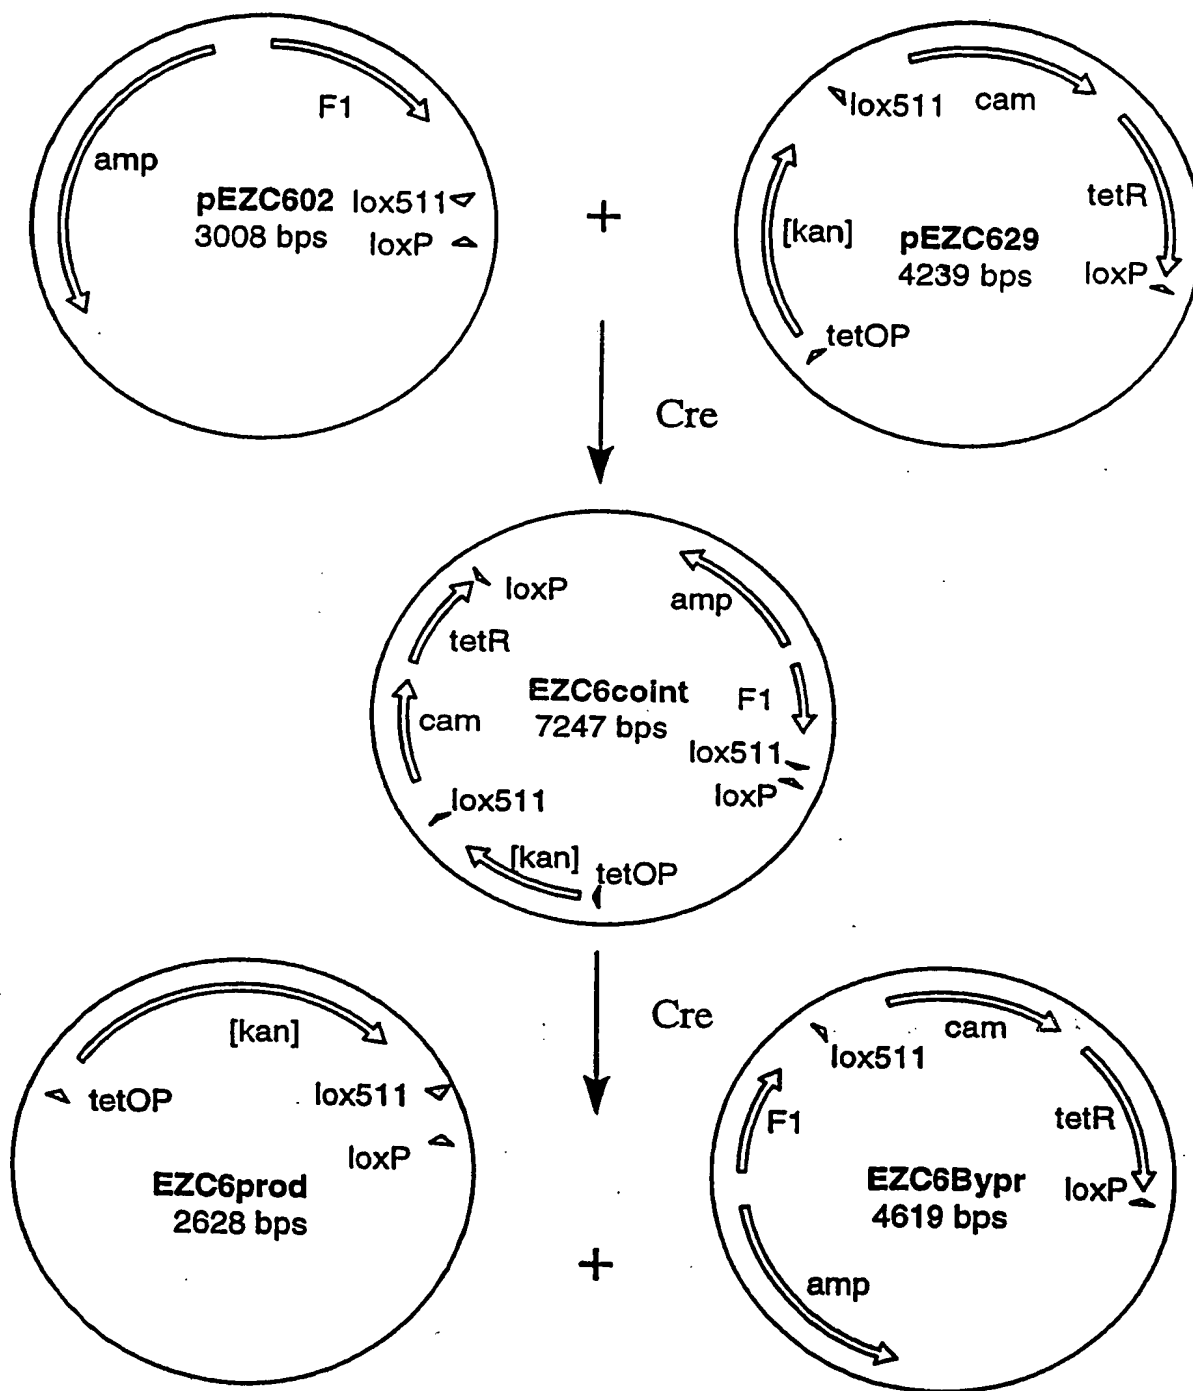 F1
amp
pEZC602
3008 bps
lox511
loxP
+
lox511
cam
tetR
[kan]
pEZC629
4239 bps
loxP
tetOP
Cre
loxP
amp
tetR
EZC6coint
7247 bps
F1
cam
lox511
loxP
lox511
[kan]
tetOP
Cre
[kan]
tetOP
lox511
loxP
EZC6prod
2628 bps
+
cam
lox511
F1
tetR
EZC6Bypr
4619 bps
loxP
amp